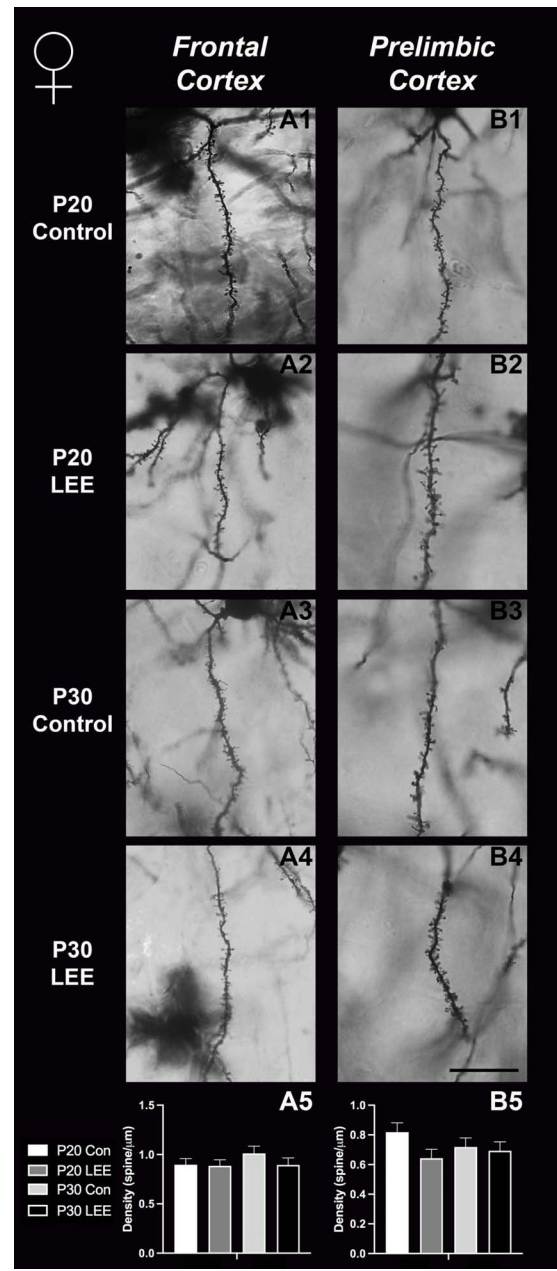 ♀
Frontal
Cortex
Prelimbic
Cortex
P20
Control
A1
B1
P20
LEE
A2
B2
P30
Control
A3
B3
P30
LEE
A4
B4
P20 Con
P20 LEE
P30 Con
P30 LEE
A5
Density (spine/µm)
1.5
1.0
0.5
0.0
B5
Density (spine/µm)
1.0
0.8
0.6
0.4
0.2
0.0